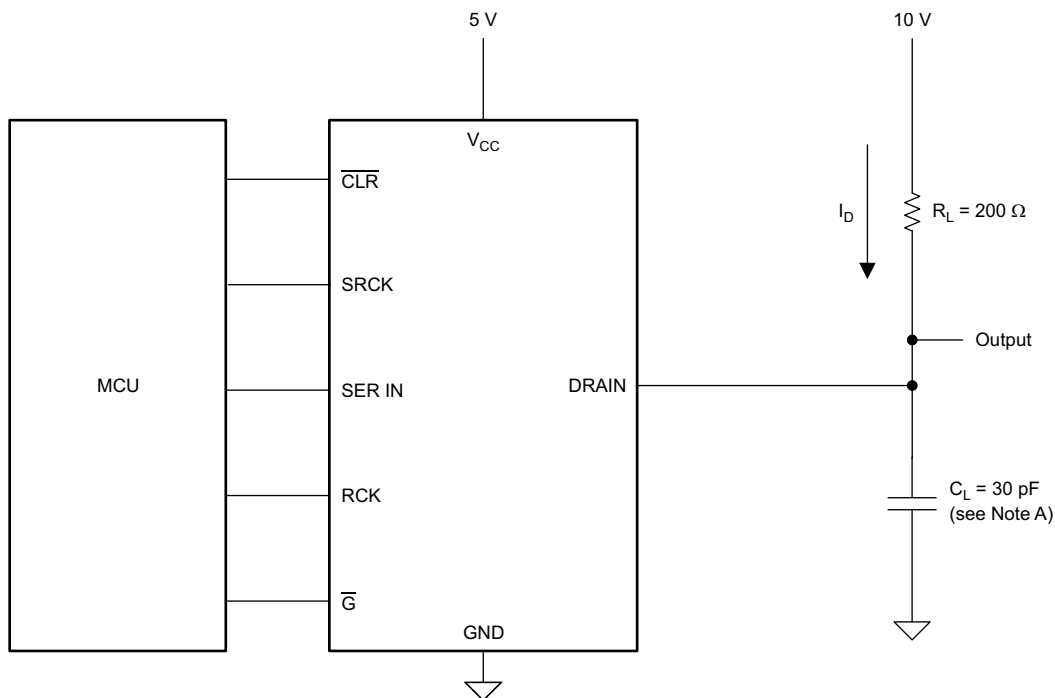 5 V
10 V
V_CC
C̅L̅R̅
I_D
R_L = 200 Ω
SRCK
Output
MCU
SER IN
DRAIN
RCK
C_L = 30 pF
(see Note A)
G̅
GND